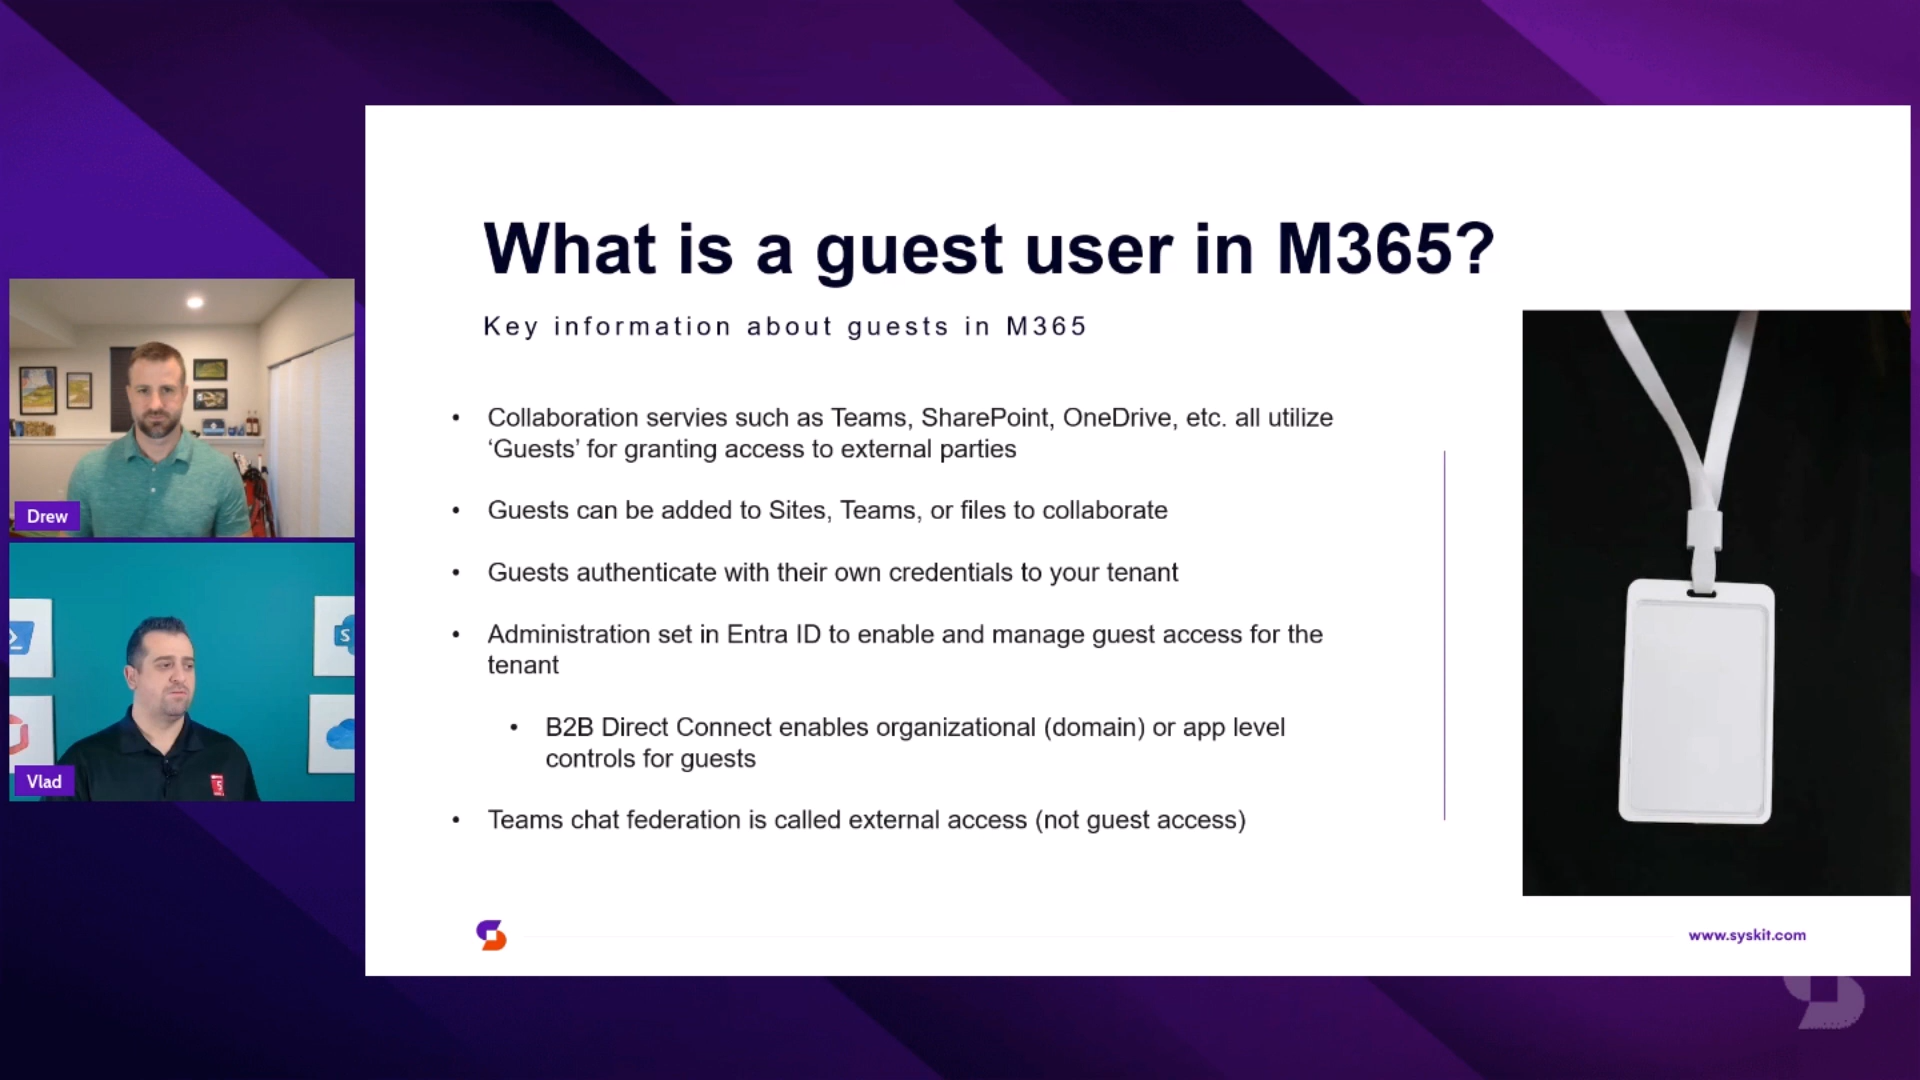 What is a guest user in M365?
Key information about guests in M365
• Collaboration servies such as Teams, SharePoint, OneDrive, etc. all utilize
‘Guests’ for granting access to external parties
• Guests can be added to Sites, Teams, or files to collaborate
• Guests authenticate with their own credentials to your tenant
• Administration set in Entra ID to enable and manage guest access for the
tenant
• B2B Direct Connect enables organizational (domain) or app level
controls for guests
• Teams chat federation is called external access (not guest access)
www.syskit.com
Drew
Vlad
S